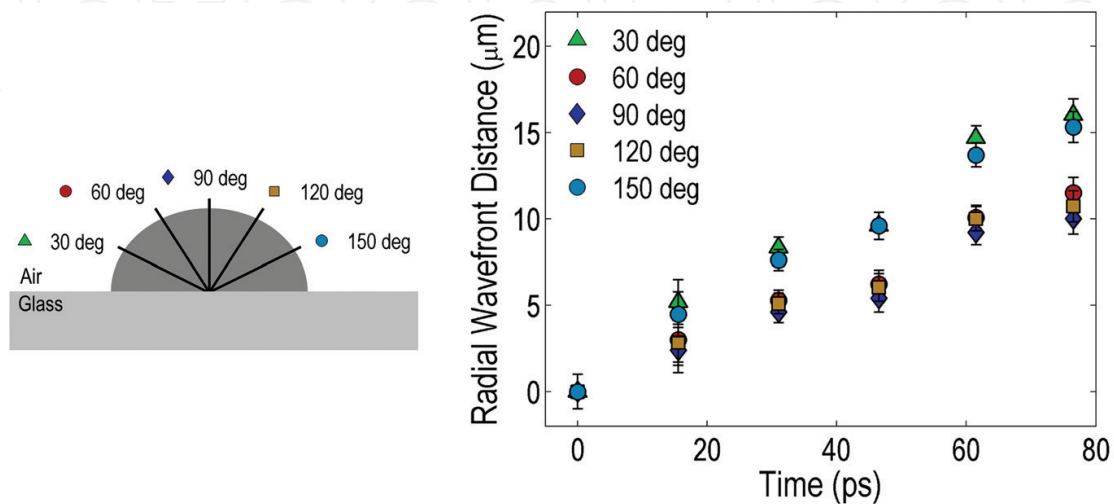 90 deg
60 deg
120 deg
30 deg
150 deg
Air
Glass
Radial Wavefront Distance (μm)
20
15
10
5
0
30 deg
60 deg
90 deg
120 deg
150 deg
0
20
40
60
80
Time (ps)